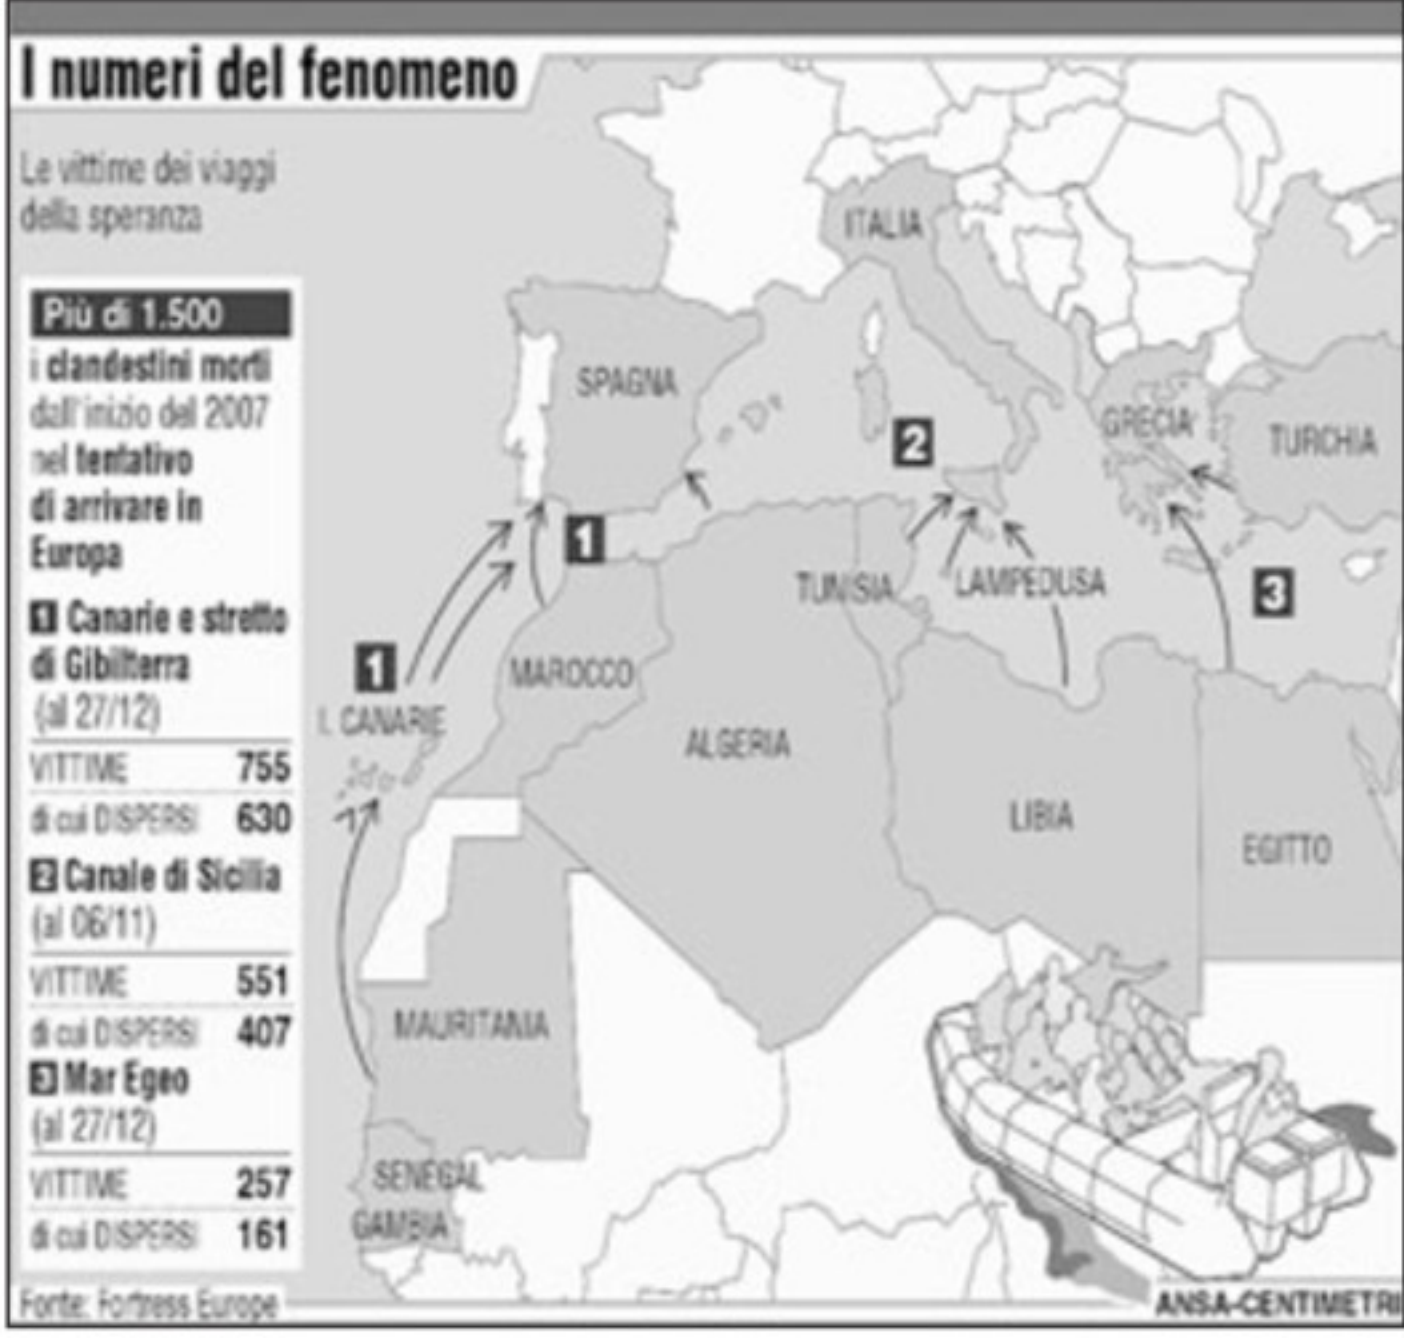 I numeri del fenomeno
Le vittime dei viaggi
della speranza
Più di 1.500
i clandestini morti
dall'inizio del 2007
nel tentativo
di arrivare in
Europa
1 Canarie e stretto
di Gibilterra
(al 27/12)
VITTIME 755
di cui DISPERSI 630
2 Canale di Sicilia
(al 06/11)
VITTIME 551
di cui DISPERSI 407
3 Mar Egeo
(al 27/12)
VITTIME 257
di cui DISPERSI 161
Fonte: Fortress Europe
ITALIA
SPAGNA
2
GRECIA
TURCHIA
1
TUNISIA
LAMPEDUSA
3
1
MAROCCO
I. CANARIE
ALGERIA
LIBIA
EGITTO
MAURITANIA
SENEGAL
GAMBIA
ANSA-CENTIMETRI